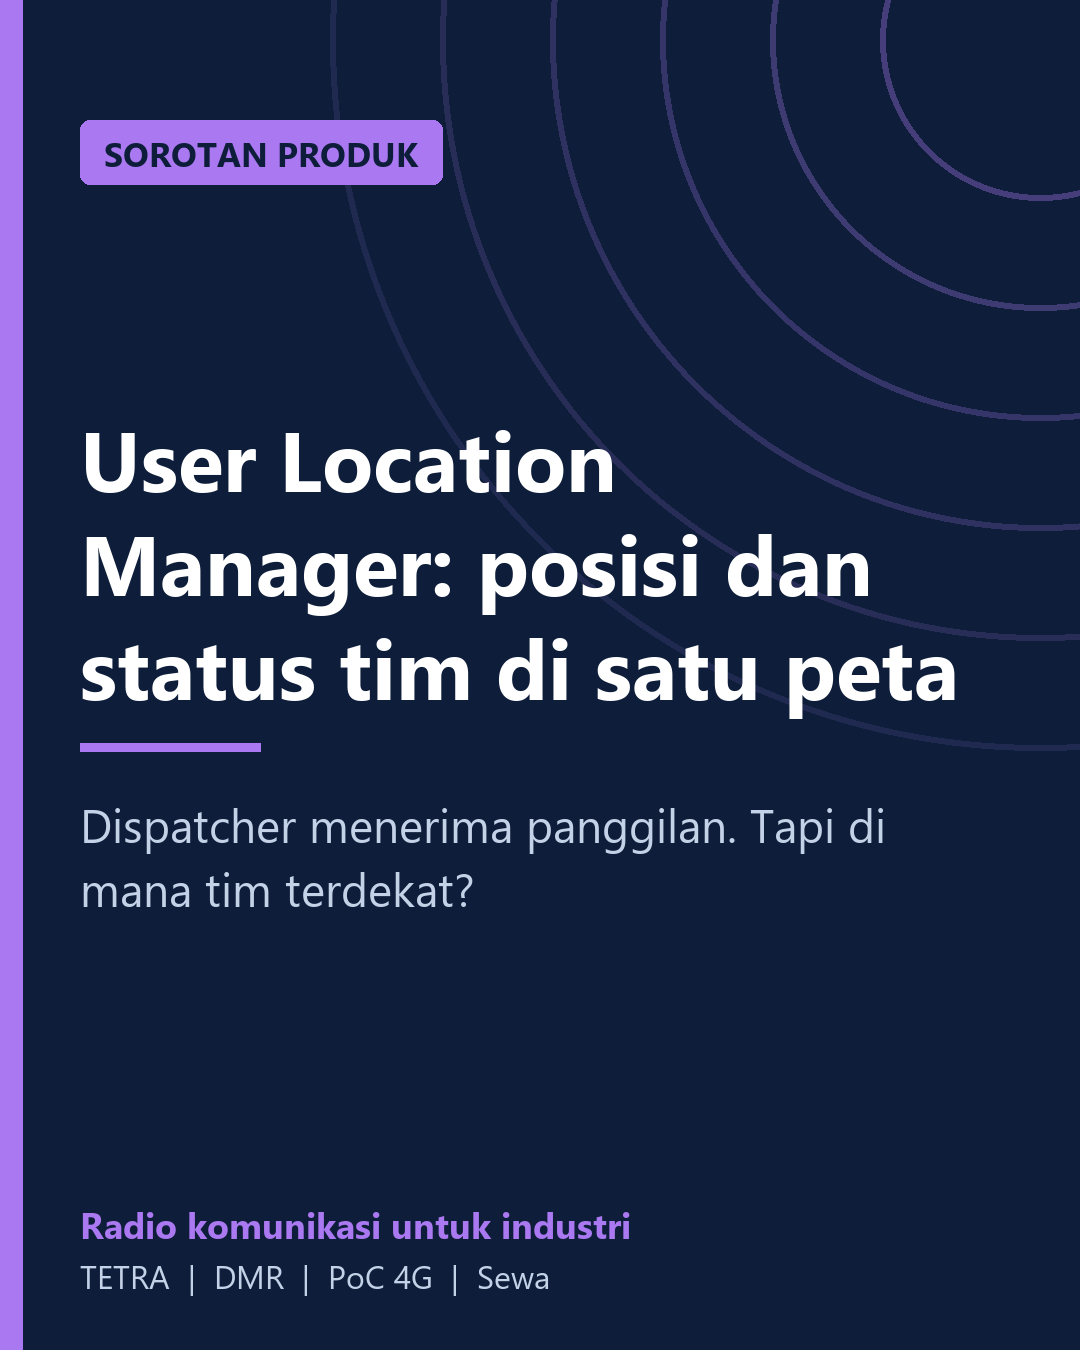 SOROTAN PRODUK
User Location
Manager: posisi dan
status tim di satu peta
Dispatcher menerima panggilan. Tapi di
mana tim terdekat?
Radio komunikasi untuk industri
TETRA | DMR | PoC 4G | Sewa